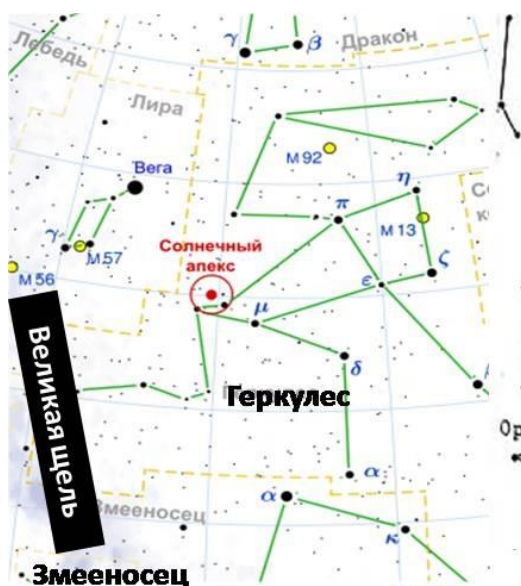 γ
β
Дракон
Лебедь
Лира
Вега
M 92
η
π
M 13
γ
M 57
Солнечный
апекс
M 56
ζ
ε
μ
δ
Великая щель
Геркулес
α
α
Змееносец
κ
Змееносец